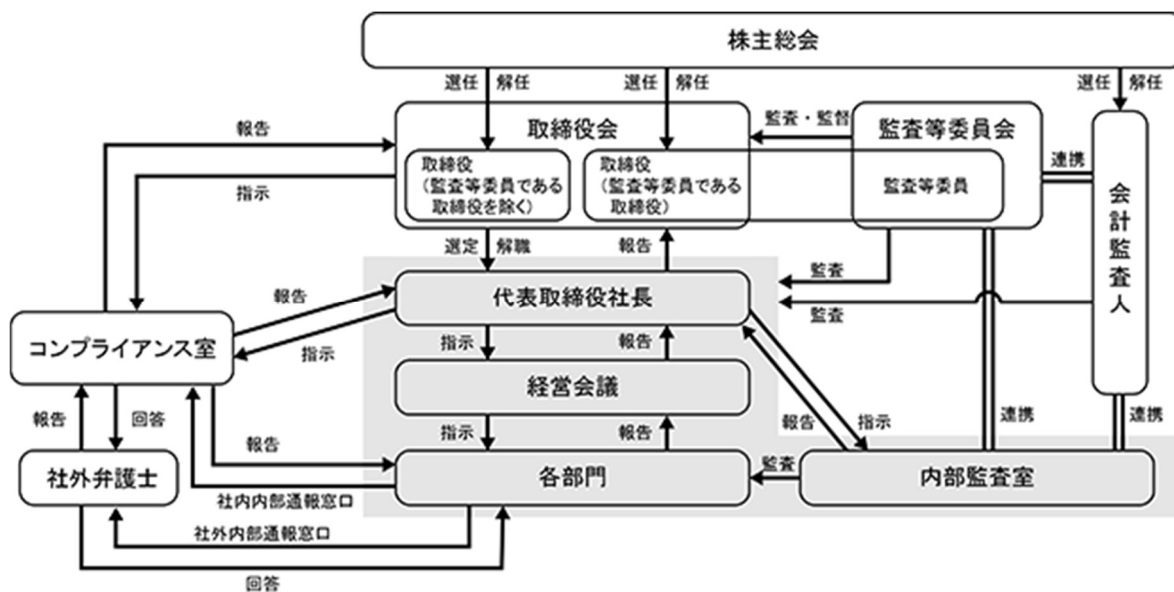 株主総会
選任 解任
選任 解任
選任 解任
取締役会
監査・監督
監査等委員会
報告
指示
取締役
(監査等委員である
取締役を除く)
取締役
(監査等委員である
取締役)
監査等委員
連携
会計監査人
選定 解職
報告
監査
監査
代表取締役社長
報告
指示
コンプライアンス室
指示
報告
経営会議
報告
回答
報告
指示
報告
報告
指示
連携
連携
社外弁護士
各部門
監査
内部監査室
社内内部通報窓口
社外内部通報窓口
回答